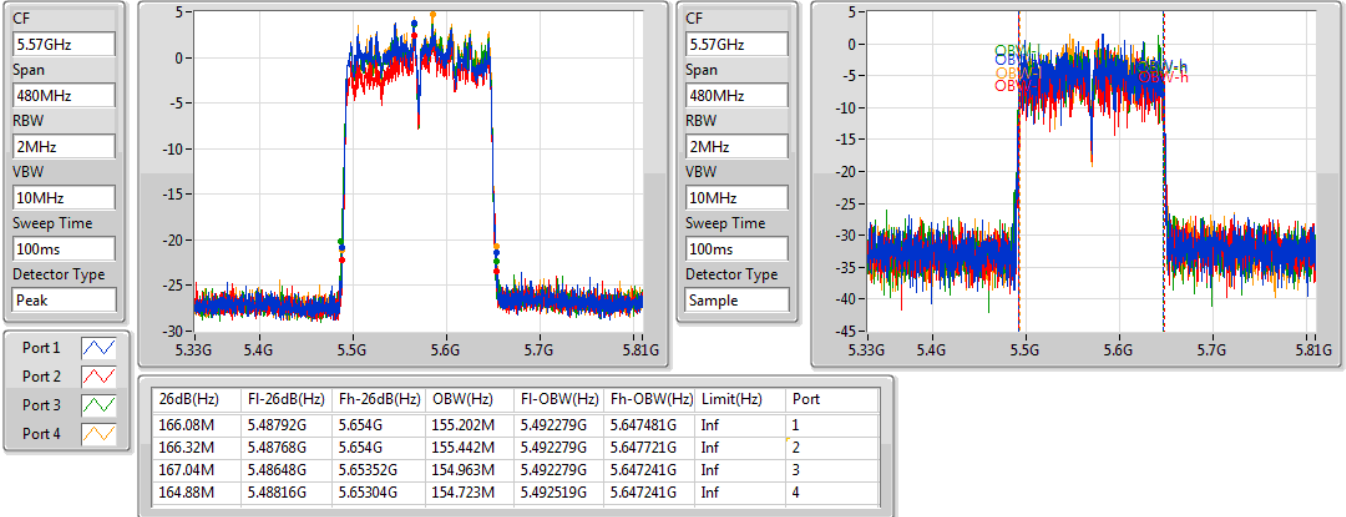 CF
5.57GHz
Span
480MHz
RBW
2MHz
VBW
10MHz
Sweep Time
100ms
Detector Type
Peak
5
0
-5
-10
-15
-20
-25
-30
5.33G 5.4G 5.5G 5.6G 5.7G 5.81G
CF
5.57GHz
Span
480MHz
RBW
2MHz
VBW
10MHz
Sweep Time
100ms
Detector Type
Sample
5
0
-5
-10
-15
-20
-25
-30
-35
-40
-45
OBW-h
5.33G 5.4G 5.5G 5.6G 5.7G 5.81G
Port 1
Port 2
Port 3
Port 4
26dB(Hz) Fl-26dB(Hz) Fh-26dB(Hz) OBW(Hz) Fl-OBW(Hz) Fh-OBW(Hz) Limit(Hz) Port
166.08M 5.48792G 5.654G 155.202M 5.492279G 5.647481G Inf 1
166.32M 5.48768G 5.654G 155.442M 5.492279G 5.647721G Inf 2
167.04M 5.48648G 5.65352G 154.963M 5.492279G 5.647241G Inf 3
164.88M 5.48816G 5.65304G 154.723M 5.492519G 5.647241G Inf 4